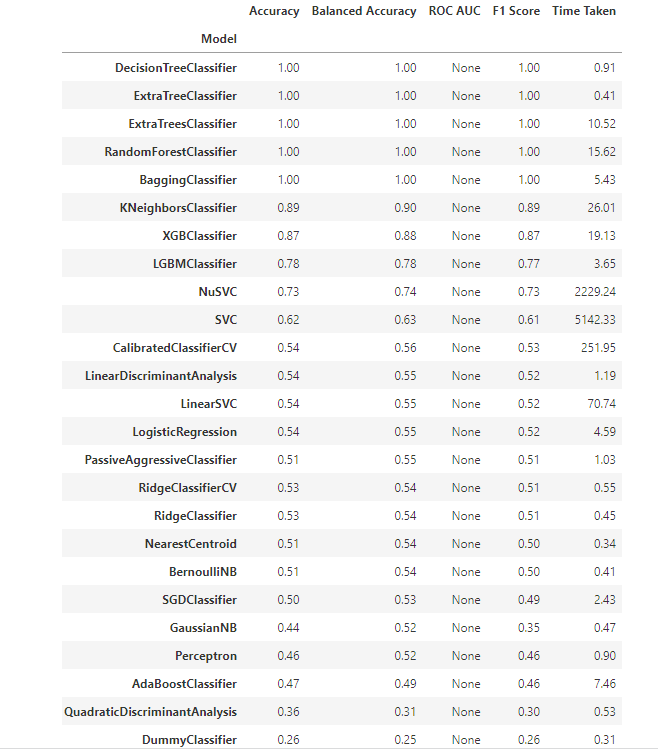 Accuracy Balanced Accuracy ROC AUC F1 Score Time Taken
Model
DecisionTreeClassifier 1.00 1.00 None 1.00 0.91
ExtraTreeClassifier 1.00 1.00 None 1.00 0.41
ExtraTreesClassifier 1.00 1.00 None 1.00 10.52
RandomForestClassifier 1.00 1.00 None 1.00 15.62
BaggingClassifier 1.00 1.00 None 1.00 5.43
KNeighborsClassifier 0.89 0.90 None 0.89 26.01
XGBClassifier 0.87 0.88 None 0.87 19.13
LGBMClassifier 0.78 0.78 None 0.77 3.65
NuSVC 0.73 0.74 None 0.73 2229.24
SVC 0.62 0.63 None 0.61 5142.33
CalibratedClassifierCV 0.54 0.56 None 0.53 251.95
LinearDiscriminantAnalysis 0.54 0.55 None 0.52 1.19
LinearSVC 0.54 0.55 None 0.52 70.74
LogisticRegression 0.54 0.55 None 0.52 4.59
PassiveAggressiveClassifier 0.51 0.55 None 0.51 1.03
RidgeClassifierCV 0.53 0.54 None 0.51 0.55
RidgeClassifier 0.53 0.54 None 0.51 0.45
NearestCentroid 0.51 0.54 None 0.50 0.34
BernoulliNB 0.51 0.54 None 0.50 0.41
SGDClassifier 0.50 0.53 None 0.49 2.43
GaussianNB 0.44 0.52 None 0.35 0.47
Perceptron 0.46 0.52 None 0.46 0.90
AdaBoostClassifier 0.47 0.49 None 0.46 7.46
QuadraticDiscriminantAnalysis 0.36 0.31 None 0.30 0.53
DummyClassifier 0.26 0.25 None 0.26 0.31